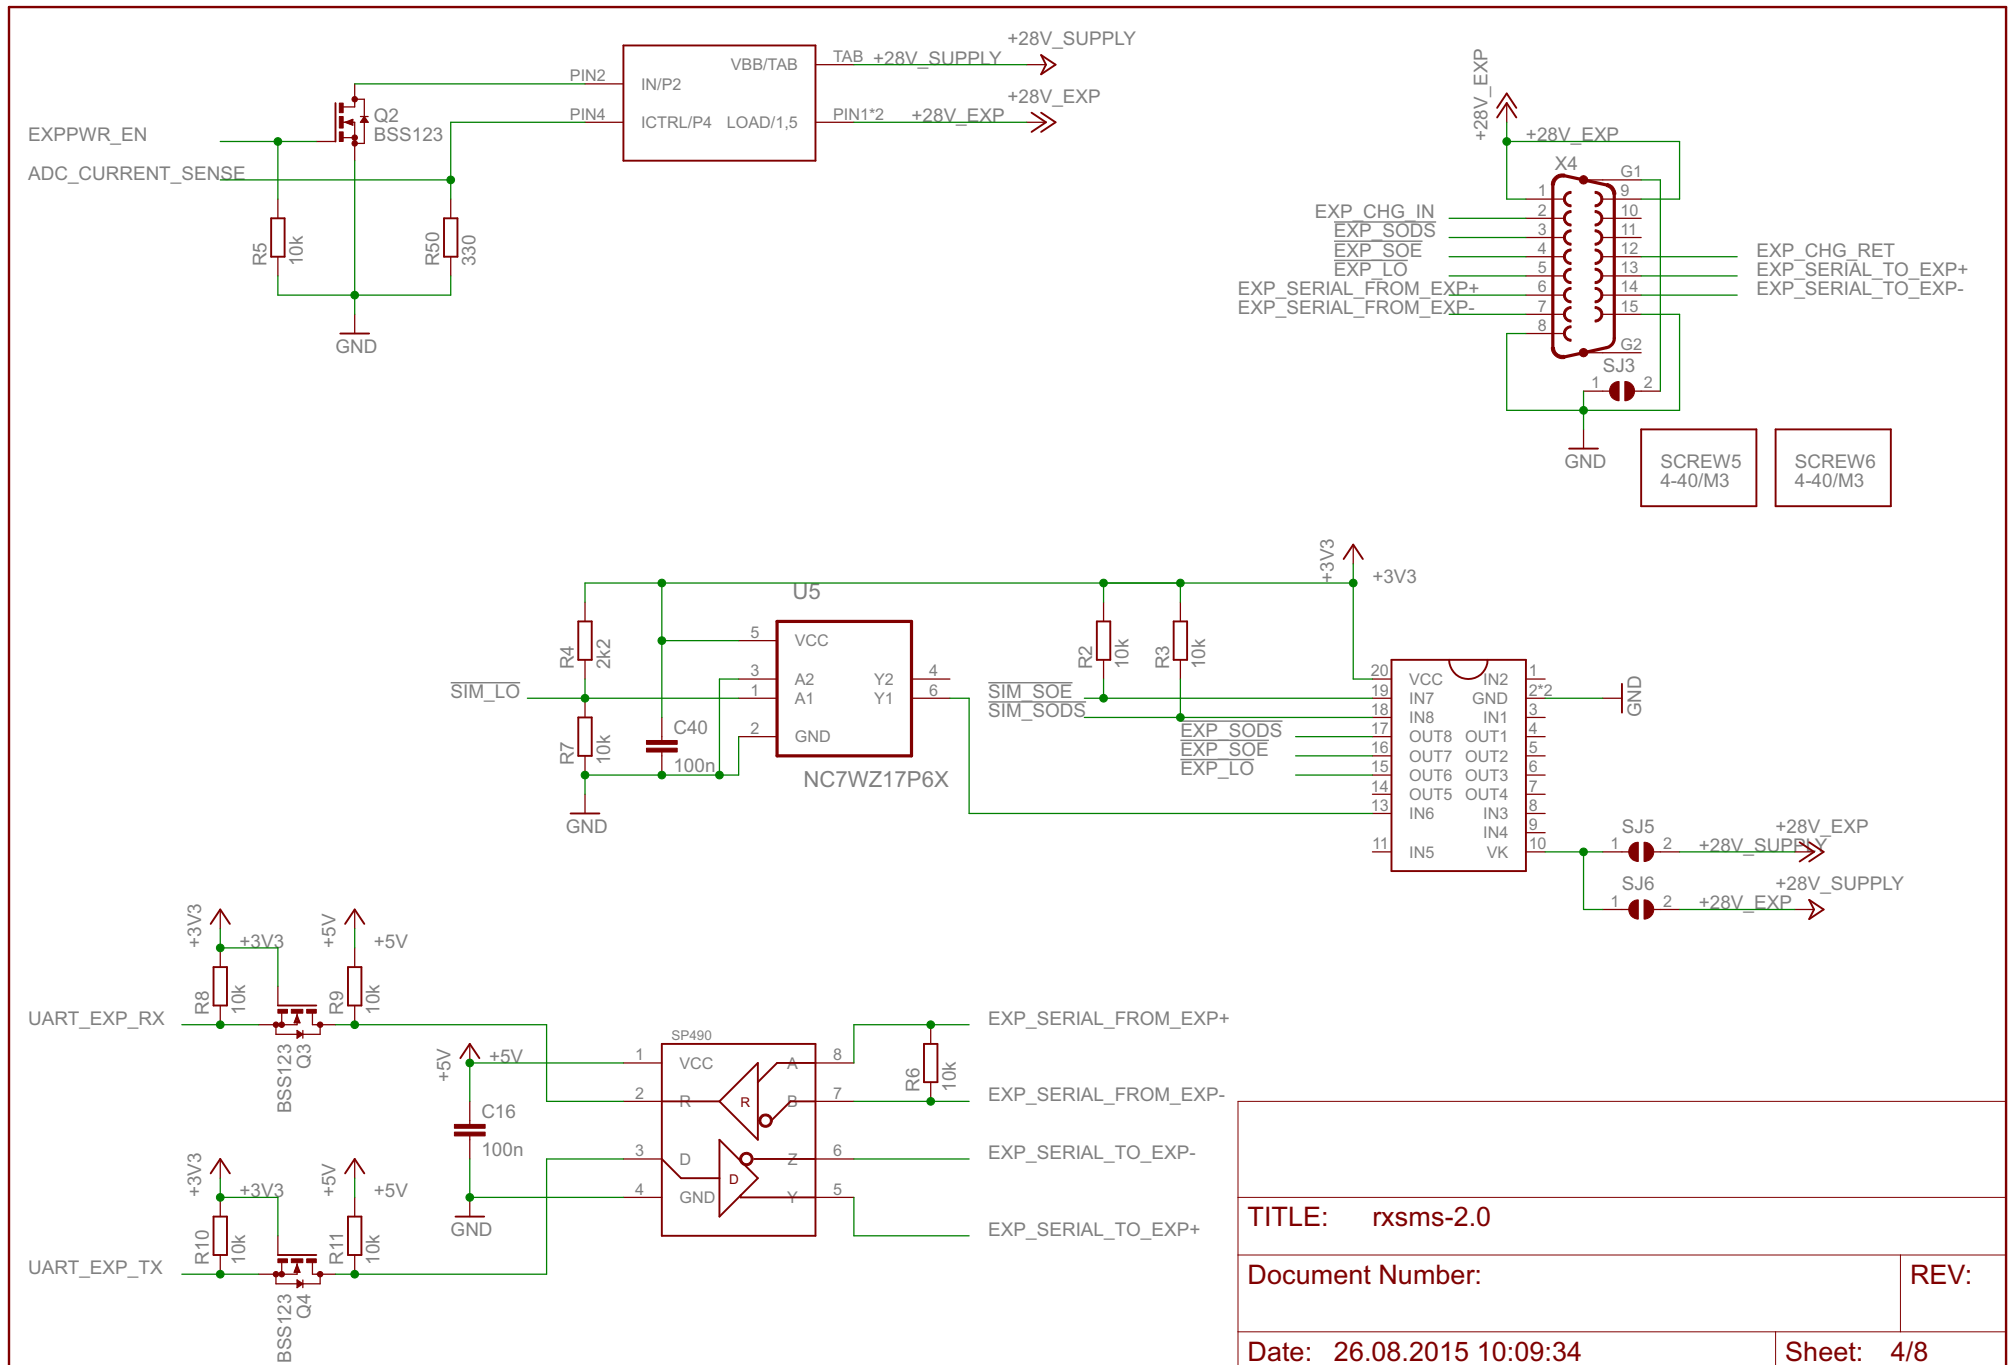 +28V_SUPPLY
VBB/TAB
TAB
+28V_SUPPLY
PIN2
IN/P2
+28V_EXP
Q2
BSS123
PIN4
ICTRL/P4
LOAD/1,5
PIN1*2
+28V_EXP
EXPPWR_EN
ADC_CURRENT_SENSE
R5
10k
R50
330
GND
+28V_EXP
+28V_EXP
X4
G1
1
9
EXP_CHG_IN
2
10
EXP_SODS
3
11
EXP_SOE
4
12
EXP_CHG_RET
EXP_LO
5
13
EXP_SERIAL_TO_EXP+
EXP_SERIAL_FROM_EXP+
6
14
EXP_SERIAL_TO_EXP-
EXP_SERIAL_FROM_EXP-
7
15
8
G2
SJ3
1
2
GND
SCREW5
4-40/M3
SCREW6
4-40/M3
+3V3
+3V3
U5
R4
2k2
5
VCC
3
A2
Y2
4
1
A1
Y1
6
2
GND
NC7WZ17P6X
SIM_LO
R7
10k
C40
100n
GND
R2
10k
R3
10k
SIM_SOE
SIM_SODS
EXP_SODS
EXP_SOE
EXP_LO
20
VCC
IN2
1
19
IN7
GND
2*2
GND
18
IN8
IN1
3
17
OUT8
OUT1
4
16
OUT7
OUT2
5
15
OUT6
OUT3
6
14
OUT5
OUT4
7
13
IN6
IN3
8
IN4
9
11
IN5
VK
10
SJ5
1
2
+28V_EXP
+28V_SUPPLY
SJ6
1
2
+28V_SUPPLY
+28V_EXP
+3V3
+3V3
+5V
+5V
R8
10k
R9
10k
UART_EXP_RX
BSS123
Q3
+5V
+5V
C16
100n
GND
SP490
1
VCC
A
8
2
R
R
B
7
3
D
Z
6
D
4
GND
Y
5
R6
10k
EXP_SERIAL_FROM_EXP+
EXP_SERIAL_FROM_EXP-
EXP_SERIAL_TO_EXP-
EXP_SERIAL_TO_EXP+
+3V3
+3V3
+5V
+5V
R10
10k
R11
10k
UART_EXP_TX
BSS123
Q4
TITLE: rxsms-2.0
Document Number:
REV:
Date: 26.08.2015 10:09:34
Sheet: 4/8